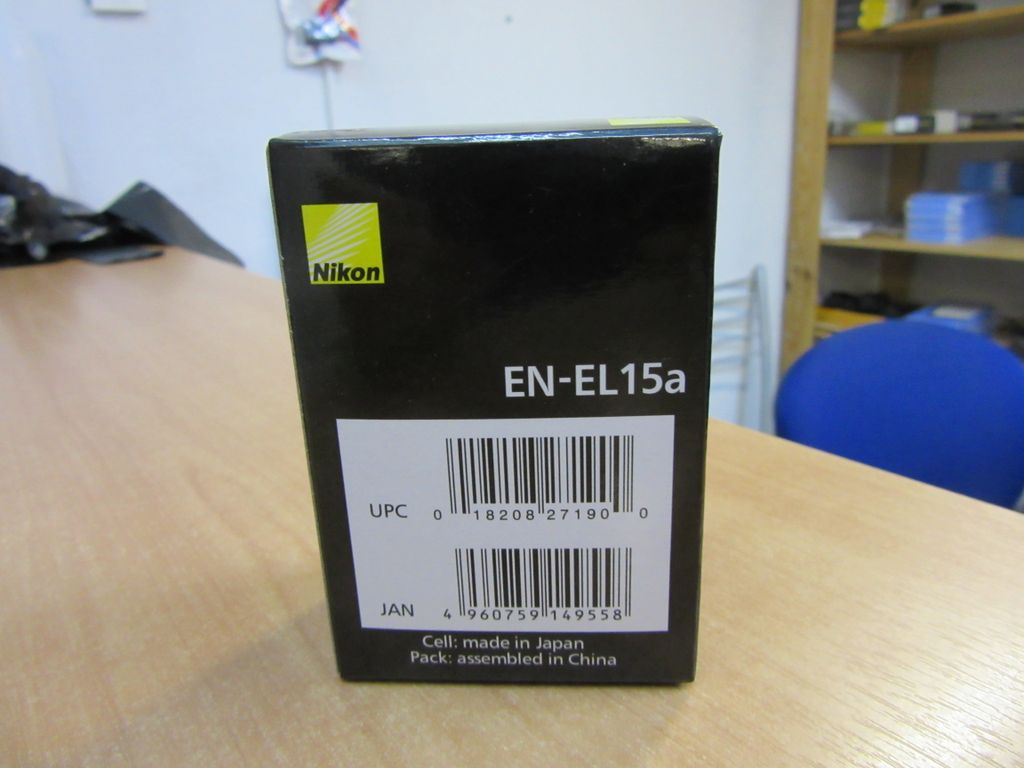 Nikon
EN-EL15a
UPC 0 18208 27190 0
JAN 4 960759 149558
Cell: made in Japan
Pack: assembled in China